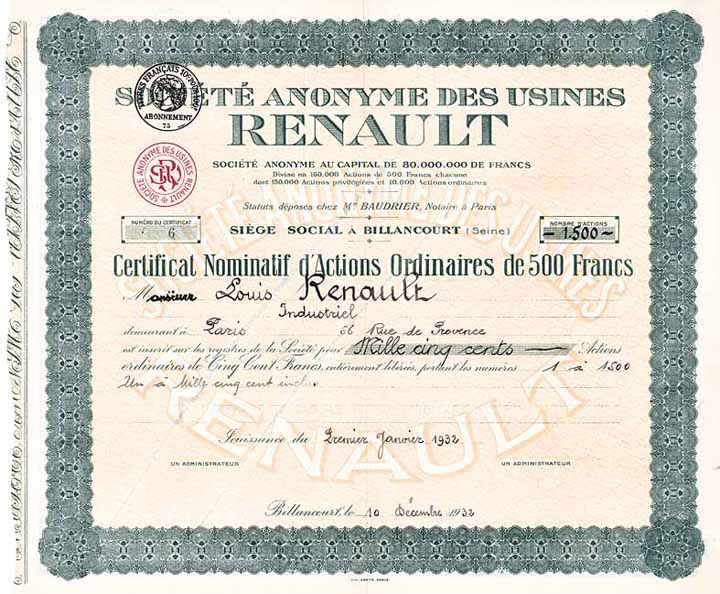 SOCIÉTÉ ANONYME DES USINES
RENAULT
TIMBRES FRANÇAIS
ABONNEMENT
75
SOCIÉTÉ ANONYME DES USINES RENAULT
SR
SOCIÉTÉ ANONYME AU CAPITAL DE 80.000.000 DE FRANCS
Divisé en 160.000 Actions de 500 Francs chacune
dont 150.000 Actions privilégiées et 10.000 Actions ordinaires
Statuts déposés chez Me BAUDRIER, Notaire à Paris
NUMÉRO DU CERTIFICAT
6
SIÈGE SOCIAL À BILLANCOURT (Seine)
NOMBRE D'ACTIONS
1.500
Certificat Nominatif d'Actions Ordinaires de 500 Francs
Monsieur Louis Renault
Industriel
demeurant à Paris 56 Rue de Provence
est inscrit sur les registres de la Société pour Mille cinq cents Actions
ordinaires de Cinq Cent Francs, entièrement libérées, portant les numéros 1 à 1500
Un à Mille cinq cent inclus
RENAULT
Jouissance du Premier Janvier 1932
UN ADMINISTRATEUR
UN ADMINISTRATEUR
Billancourt, le 10 Décembre 1932